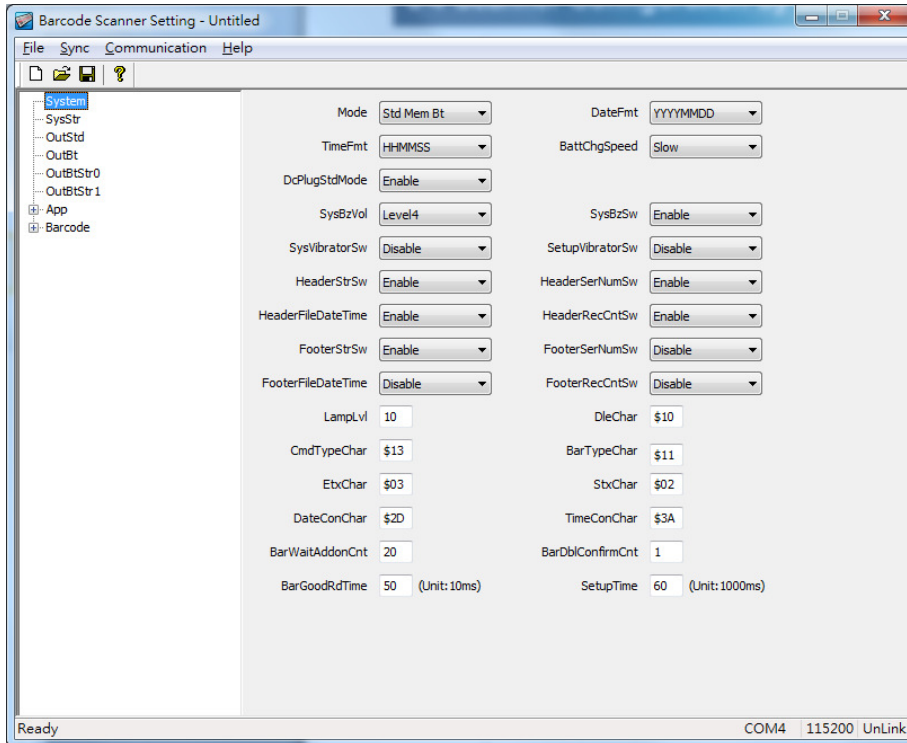 Barcode Scanner Setting - Untitled
File Sync Communication Help
System
SysStr
OutStd
OutBt
OutBtStr0
OutBtStr1
App
Barcode
Mode Std Mem Bt DateFmt YYYYMMDD
TimeFmt HHMMSS BattChgSpeed Slow
DcPlugStdMode Enable
SysBzVol Level4 SysBzSw Enable
SysVibratorSw Disable SetupVibratorSw Disable
HeaderStrSw Enable HeaderSerNumSw Enable
HeaderFileDateTime Enable HeaderRecCntSw Enable
FooterStrSw Enable FooterSerNumSw Disable
FooterFileDateTime Disable FooterRecCntSw Disable
LampLvl 10 DleChar $10
CmdTypeChar $13 BarTypeChar $11
EtxChar $03 StxChar $02
DateConChar $2D TimeConChar $3A
BarWaitAddonCnt 20 BarDblConfirmCnt 1
BarGoodRdTime 50 (Unit:10ms) SetupTime 60 (Unit:1000ms)
Ready COM4 115200 UnLink